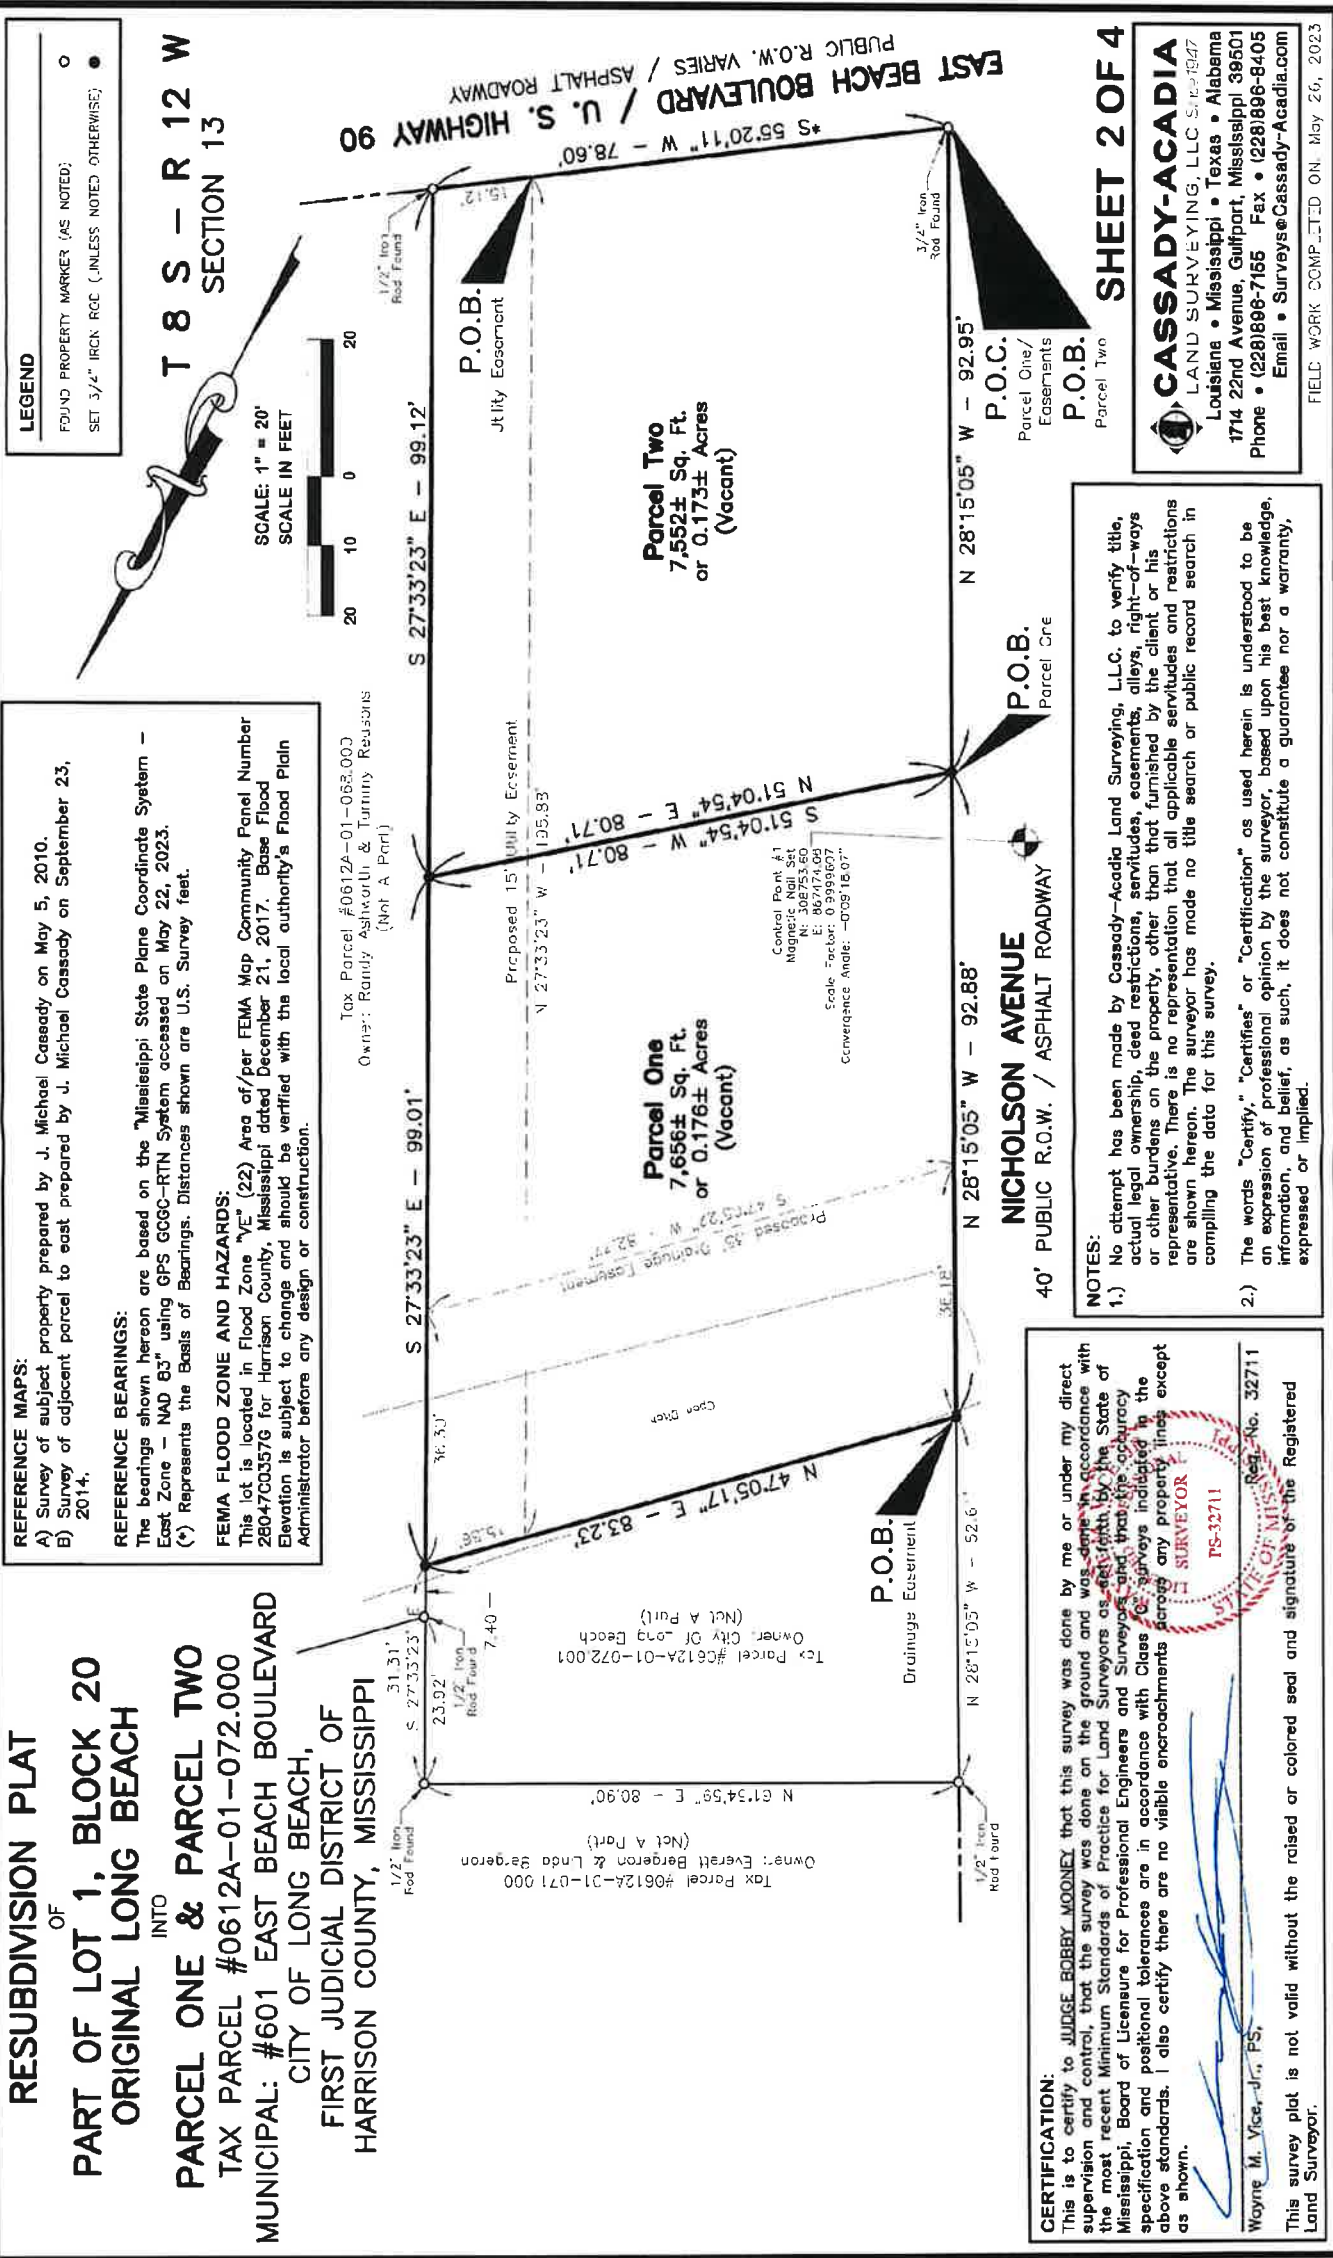 RESUBDIVISION PLAT
OF
PART OF LOT 1, BLOCK 20
ORIGINAL LONG BEACH
INTO
PARCEL ONE & PARCEL TWO
TAX PARCEL #0612A-01-072.000
MUNICIPAL: #601 EAST BEACH BOULEVARD
CITY OF LONG BEACH,
FIRST JUDICIAL DISTRICT OF
HARRISON COUNTY, MISSISSIPPI
REFERENCE MAPS:
A) Survey of subject property prepared by J. Michael Cassady on May 5, 2010.
B) Survey of adjacent parcel to east prepared by J. Michael Cassady on September 23,
2014.
REFERENCE BEARINGS:
The bearings shown hereon are based on the "Mississippi State Plane Coordinate System –
East Zone – NAD 83" using GPS GCGC-RTN System accessed on May 22, 2023.
(*) Represents the Basis of Bearings. Distances shown are U.S. Survey feet.
FEMA FLOOD ZONE AND HAZARDS:
This lot is located in Flood Zone "VE" (22) Area of/per FEMA Map Community Panel Number
28047C0357G for Harrison County, Mississippi dated December 21, 2017. Base Flood
Elevation is subject to change and should be verified with the local authority's Flood Plain
Administrator before any design or construction.
LEGEND
FOUND PROPERTY MARKER (AS NOTED)
SET 3/4" IRON ROD (UNLESS NOTED OTHERWISE)
T 8 S – R 12 W
SECTION 13
SCALE: 1" = 20'
SCALE IN FEET
20 10 0 20
Tax Parcel #0612A-01-068.000
Owner: Randy Ashworth & Tammy Reasons
(Not A Part)
1/2" Iron
Rod Found
31.31'
S 27°33'23" E
23.92'
1/2" Iron
Rod Found
7.40
36.30'
S 27°33'23" E – 99.01'
S 27°33'23" E – 99.12'
1/2" Iron
Rod Found
15.12'
P.O.B.
Utility Easement
Proposed 15' Utility Easement
N 27°33'23" W – 195.83'
EAST BEACH BOULEVARD / U. S. HIGHWAY 90
PUBLIC R.O.W. VARIES / ASPHALT ROADWAY
*S 55°20'11" W – 78.60'
Tax Parcel #0612A-01-071.000
Owner: Everett Bergeron & Linda Bergeron
(Not A Part)
N 61°34'59" E – 80.90'
Tax Parcel #0612A-01-072.001
Owner: City Of Long Beach
(Not A Part)
N 47°05'17" E – 83.23'
Open Ditch
Proposed 35' Drainage Easement
Parcel One
7,656± Sq. Ft.
or 0.176± Acres
(Vacant)
N 51°04'54" E – 80.71'
S 51°04'54" W – 80.71'
Parcel Two
7,552± Sq. Ft.
or 0.173± Acres
(Vacant)
Control Point #1
Magnetic Nail Set
Convergence Angle: -0°09'18.07"
3/4" Iron
Rod Found
1/2" Iron
Rod Found
P.O.B.
Drainage Easement
36.18'
N 28°15'05" W – 92.88'
N 28°15'05" W – 92.95'
NICHOLSON AVENUE
40' PUBLIC R.O.W. / ASPHALT ROADWAY
P.O.B.
Parcel One
P.O.C.
Parcel One/
Easements
P.O.B.
Parcel Two
CERTIFICATION:
This is to certify to JUDGE BOBBY MOONEY that this survey was done by me or under my direct
supervision and control, that the survey was done on the ground and was done in accordance with
the most recent Minimum Standards of Practice for Land Surveyors as set forth by the State of
Mississippi, Board of Licensure for Professional Engineers and Surveyors and that the accuracy
specification and positional tolerances are in accordance with Class "C" surveys indicated in the
above standards. I also certify there are no visible encroachments across any property lines except
as shown.
Wayne M. Vice, Jr., PS, Reg. No. 32711
SURVEYOR
PS-32711
STATE OF MISSISSIPPI
This survey plat is not valid without the raised or colored seal and signature of the Registered
Land Surveyor.
NOTES:
1.) No attempt has been made by Cassady-Acadia Land Surveying, L.L.C. to verify title,
actual legal ownership, deed restrictions, servitudes, easements, alleys, right-of-ways
or other burdens on the property, other than that furnished by the client or his
representative. There is no representation that all applicable servitudes and restrictions
are shown hereon. The surveyor has made no title search or public record search in
compiling the data for this survey.
2.) The words "Certify," "Certifies" or "Certification" as used herein is understood to be
an expression of professional opinion by the surveyor, based upon his best knowledge,
information, and belief, as such, it does not constitute a guarantee nor a warranty,
expressed or implied.
SHEET 2 OF 4
CASSADY-ACADIA
LAND SURVEYING, LLC Since 1947
Louisiana • Mississippi • Texas • Alabama
1714 22nd Avenue, Gulfport, Mississippi 39501
Phone • (228)896-7155 Fax • (228)896-8405
Email • Surveys@Cassady-Acadia.com
FIELD WORK COMPLETED ON: May 26, 2023